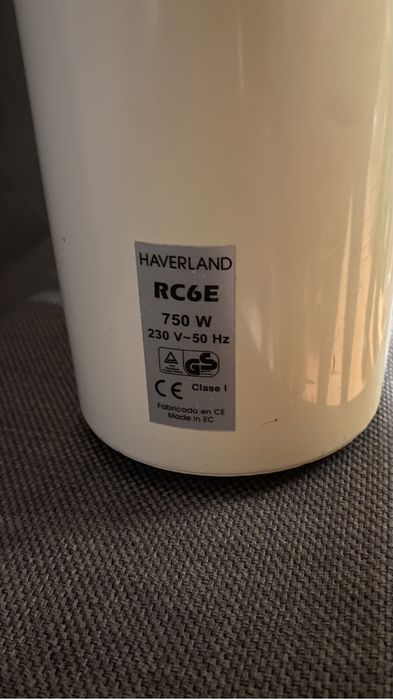 HAVERLAND
RC6E
750 W
230 V~50 Hz
GS
CE Clase I
Fabricado en CE
Made in EC